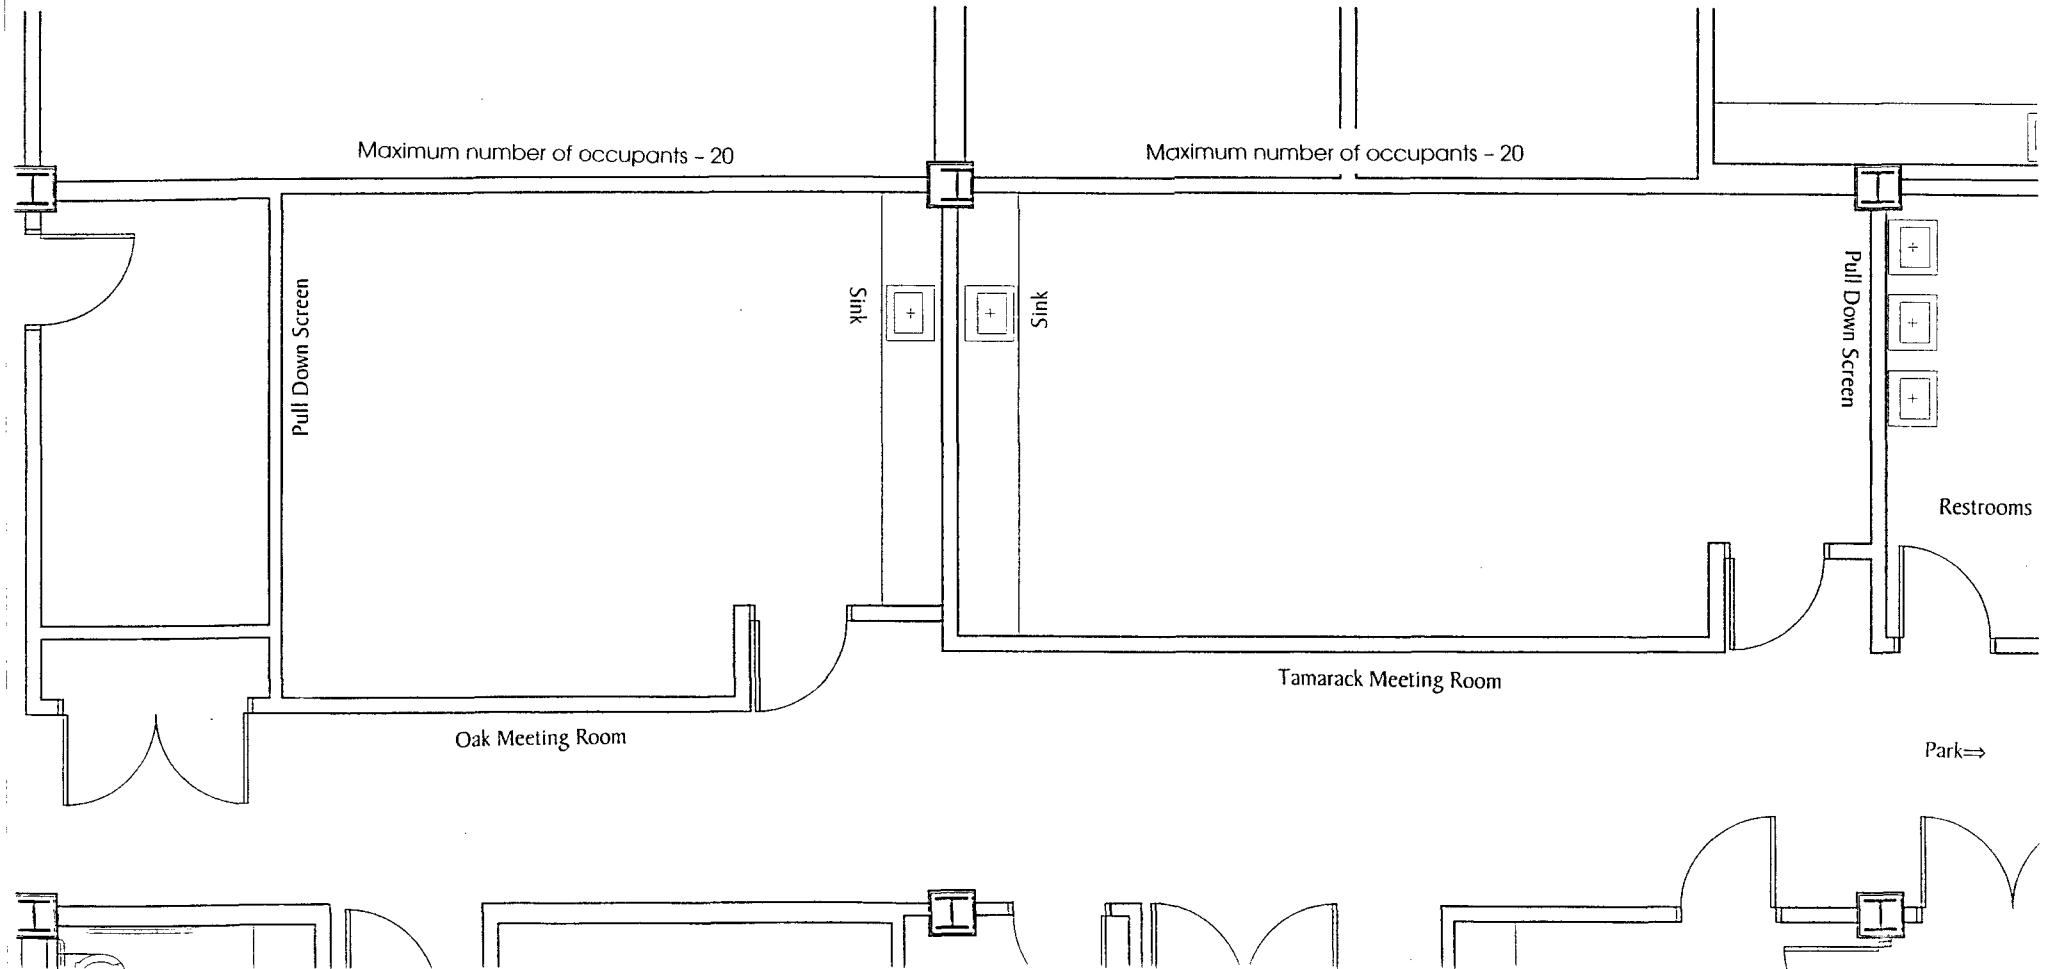 Maximum number of occupants - 20
Maximum number of occupants - 20
Pull Down Screen
Sink
Sink
Pull Down Screen
Restrooms
Tamarack Meeting Room
Oak Meeting Room
Park⇒